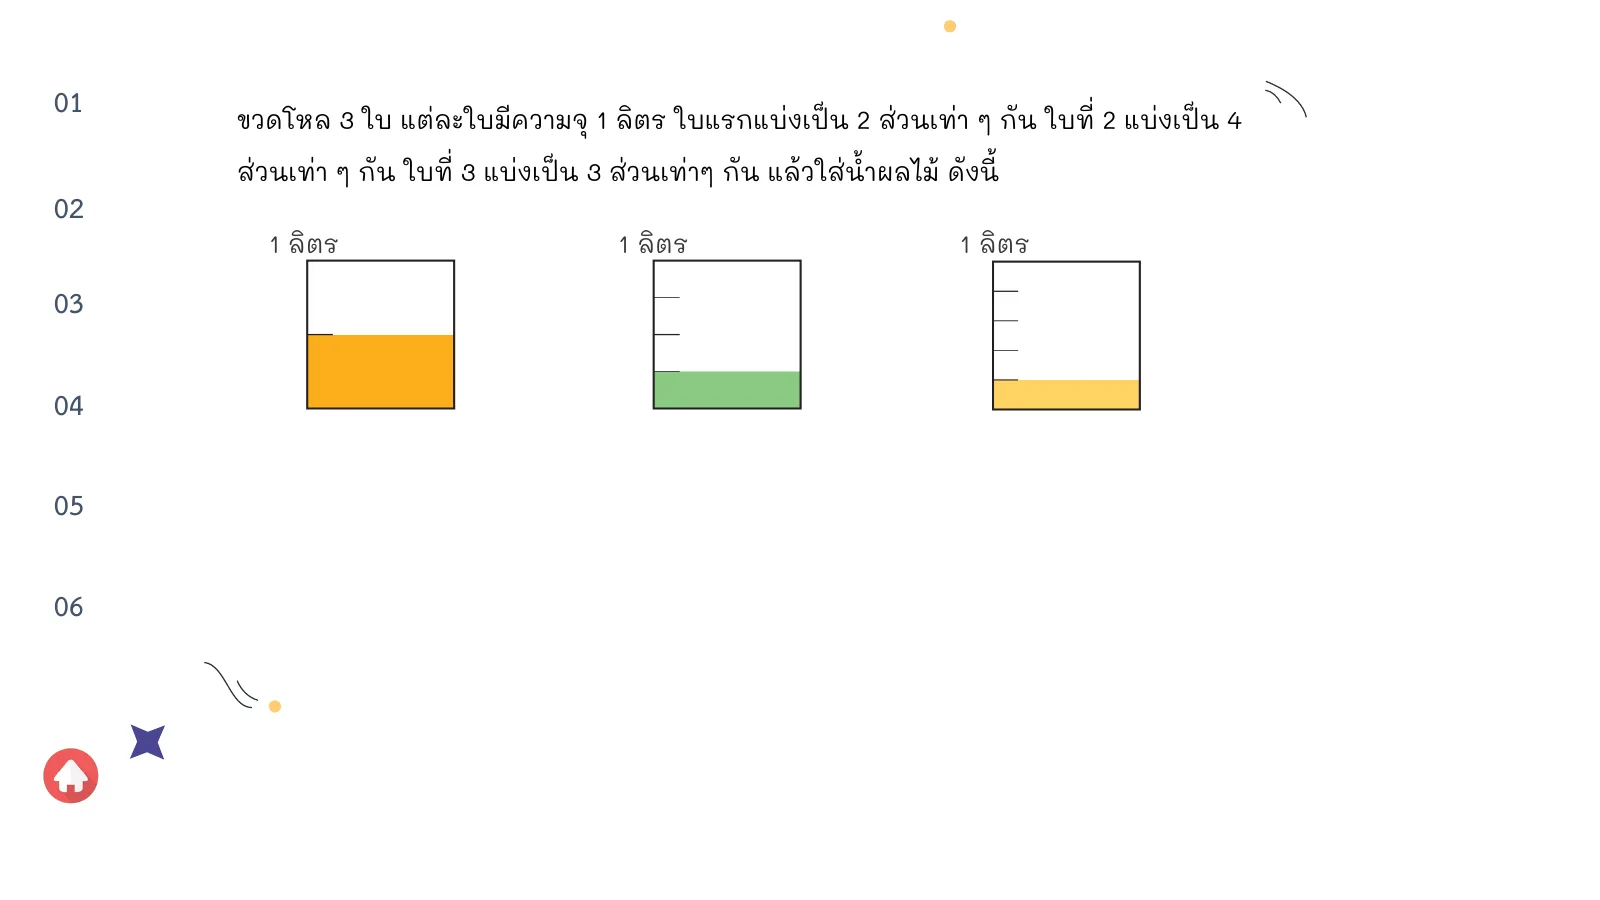 01
ขวดโหล 3 ใบ แต่ละใบมีความจุ 1 ลิตร ใบแรกแบ่งเป็น 2 ส่วนเท่า ๆ กัน ใบที่ 2 แบ่งเป็น 4
ส่วนเท่า ๆ กัน ใบที่ 3 แบ่งเป็น 3 ส่วนเท่าๆ กัน แล้วใส่น้ำผลไม้ ดังนี้
02
1 ลิตร
1 ลิตร
1 ลิตร
03
04
05
06